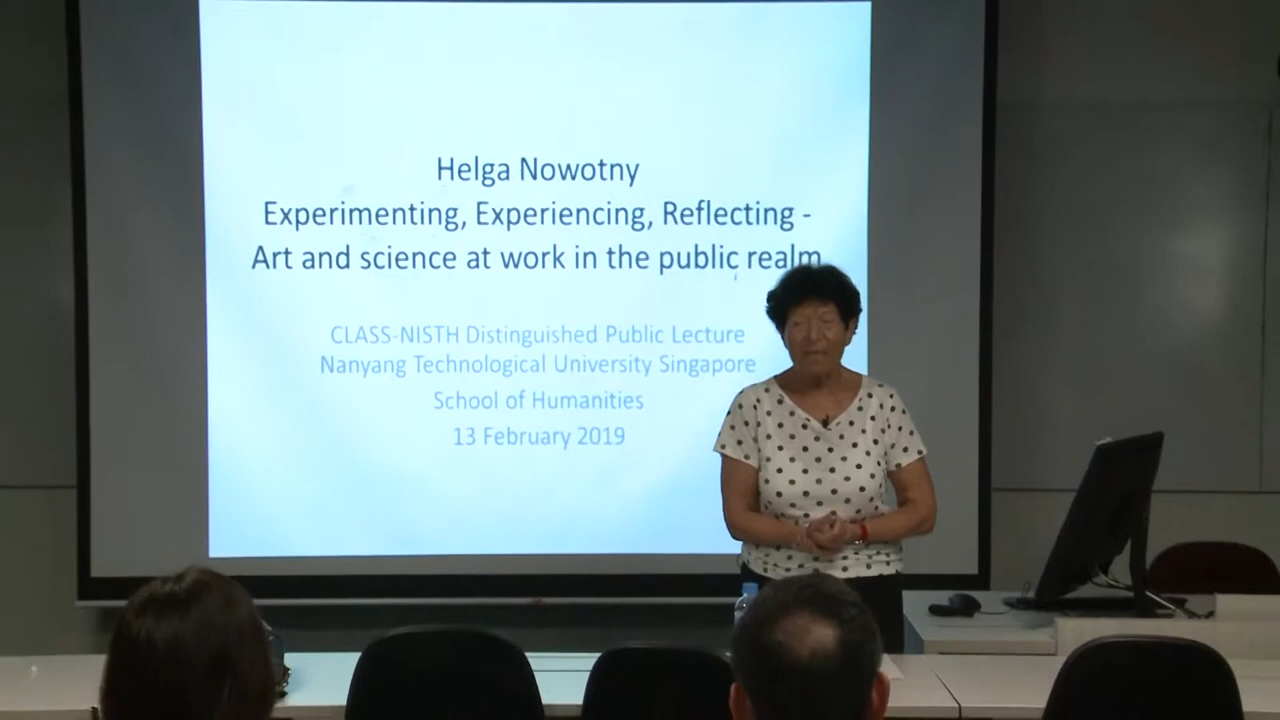 Helga Nowotny
Experimenting, Experiencing, Reflecting -
Art and science at work in the public realm
CLASS-NISTH Distinguished Public Lecture
Nanyang Technological University Singapore
School of Humanities
13 February 2019